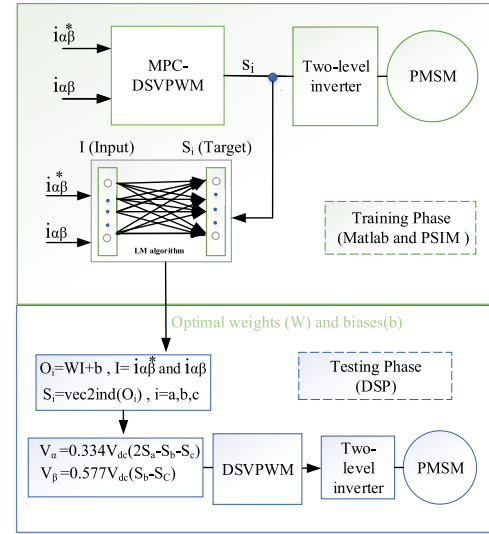 i*αβ
iαβ
MPC-
DSVPWM
Si
Two-level
inverter
PMSM
I (Input)
Si (Target)
i*αβ
iαβ
LM algorithm
Training Phase
(Matlab and PSIM )
Optimal weights (W) and biases(b)
Oi=WI+b , I= i*αβ and iαβ
Si=vec2ind(Oi) , i=a,b,c
Testing Phase
(DSP)
Vα=0.334Vdc(2Sa-Sb-Sc)
Vβ=0.577Vdc(Sb-SC)
DSVPWM
Two-
level
inverter
PMSM